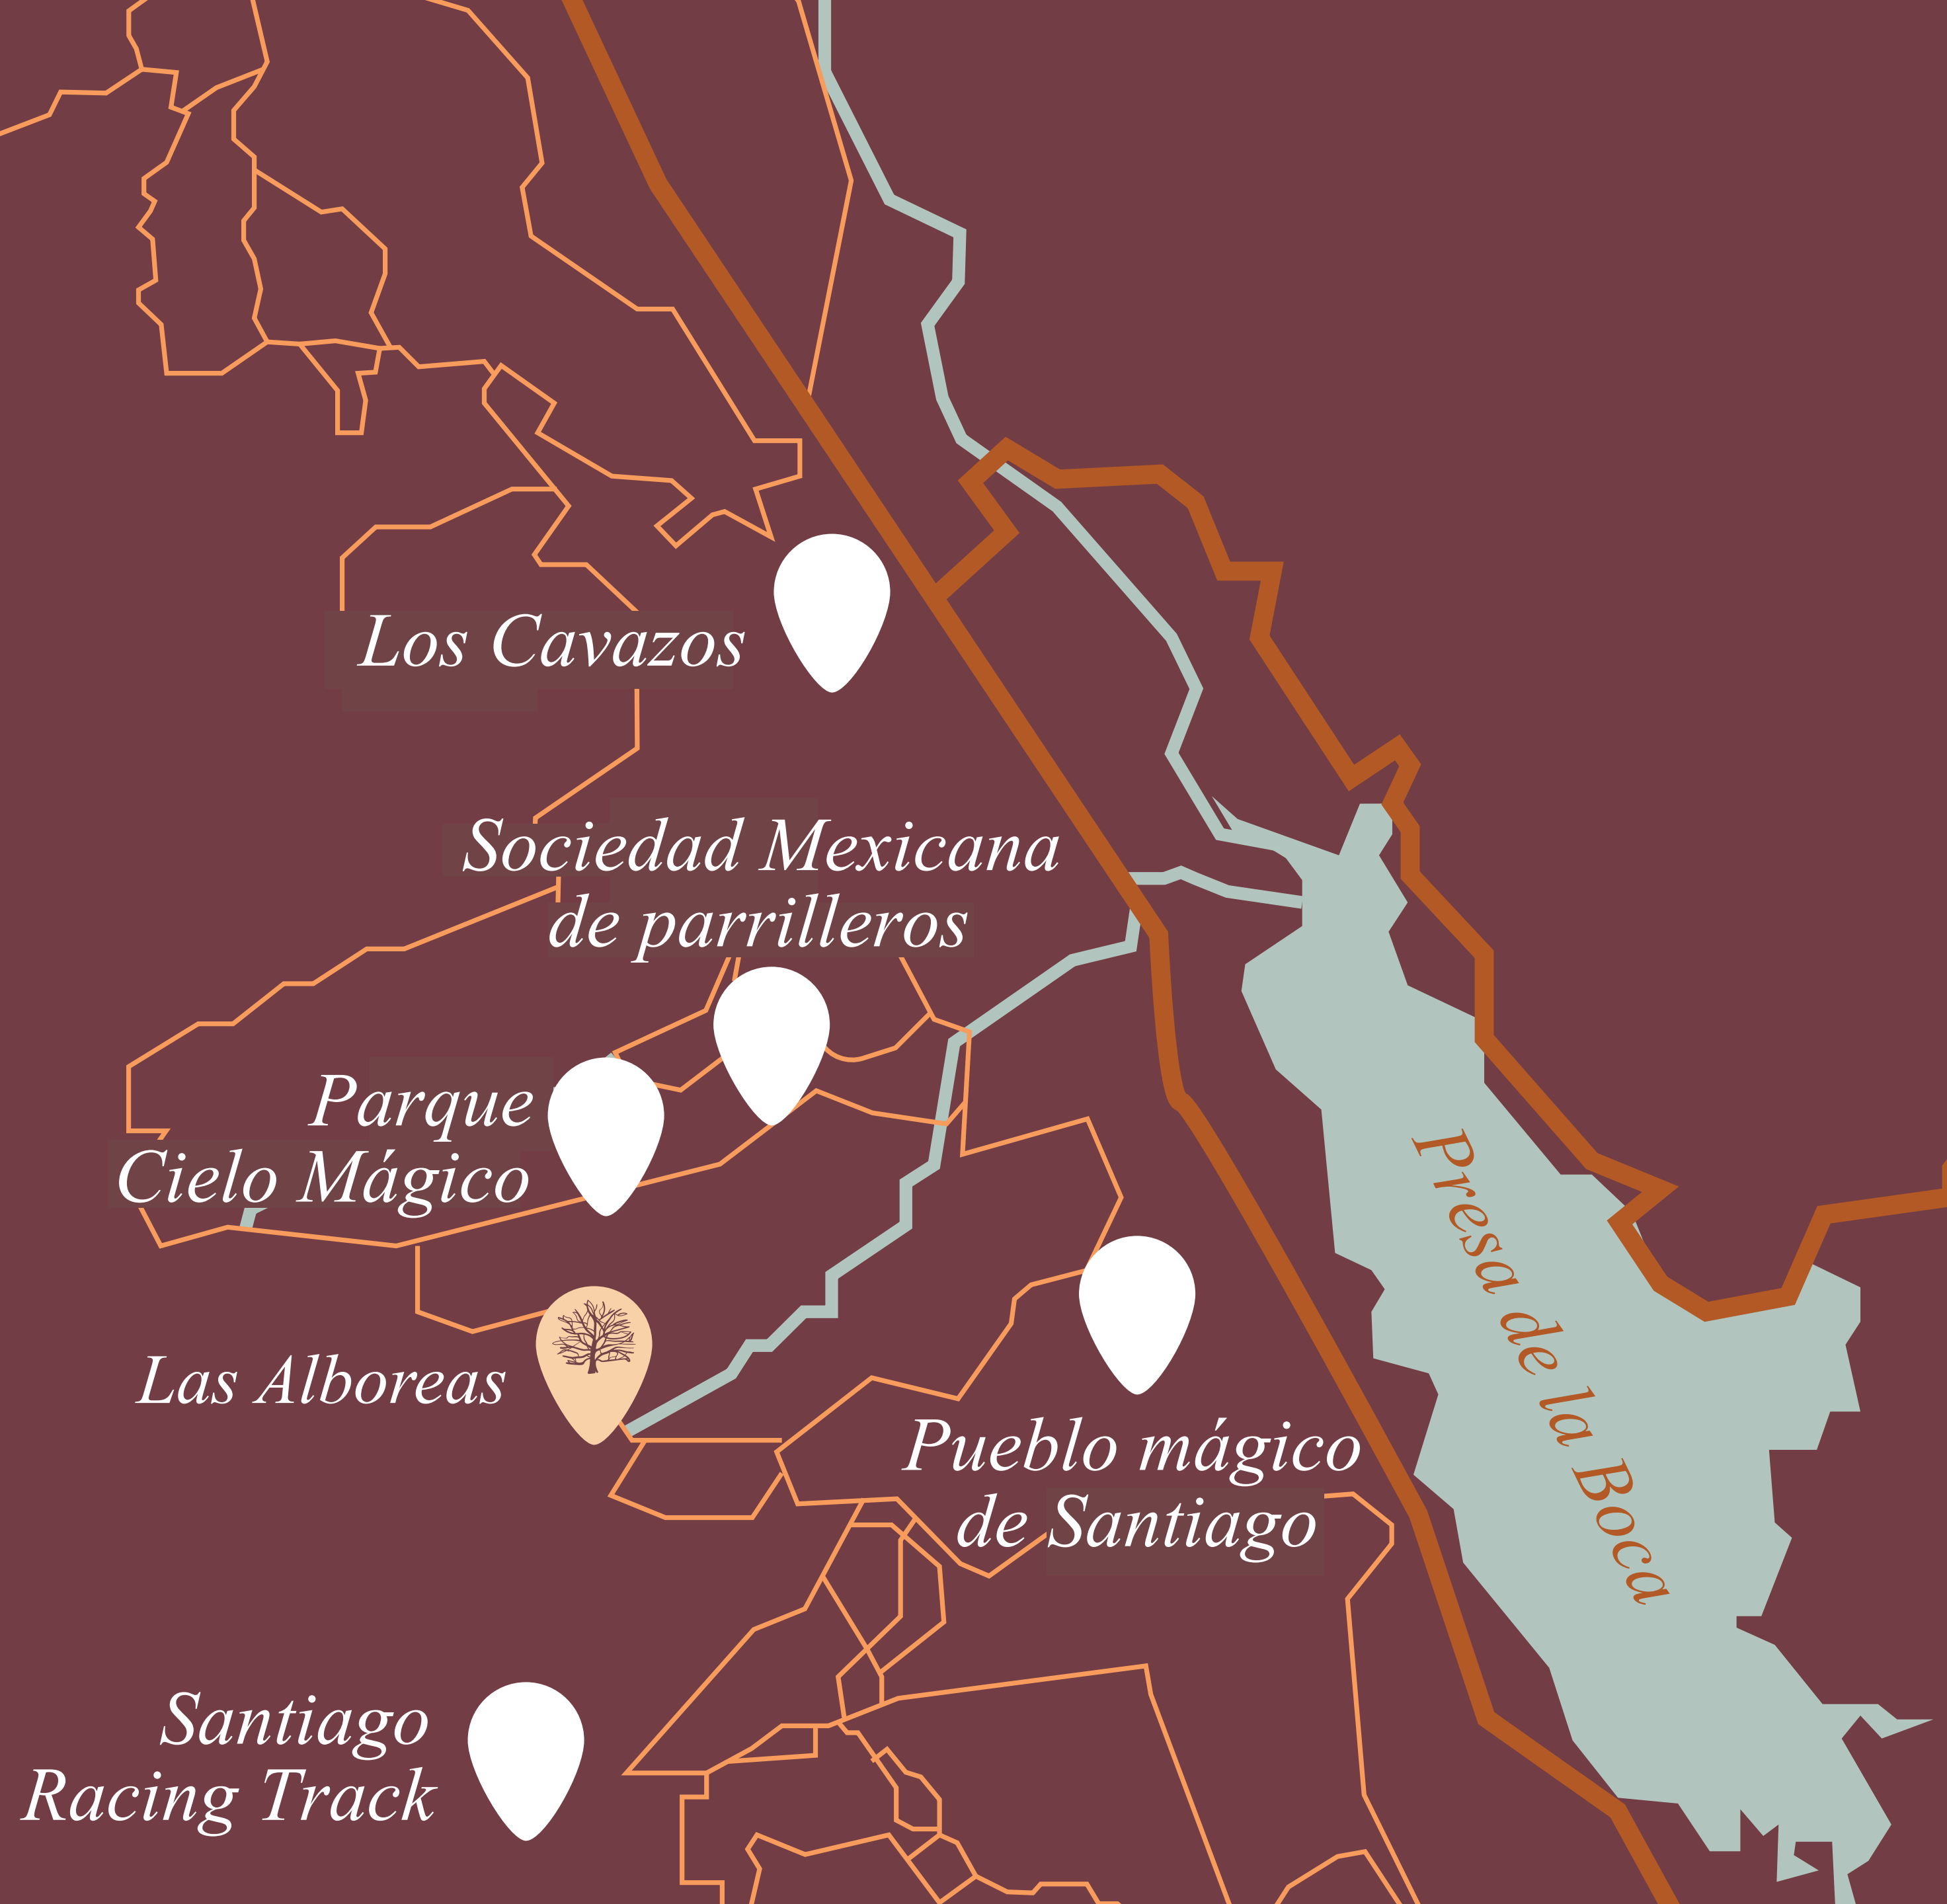 Los Cavazos
Sociedad Mexicana
de parrilleros
Parque
Cielo Mágico
Las Alboreas
Pueblo mágico
de Santiago
Presa de la Boca
Santiago
Racing Track